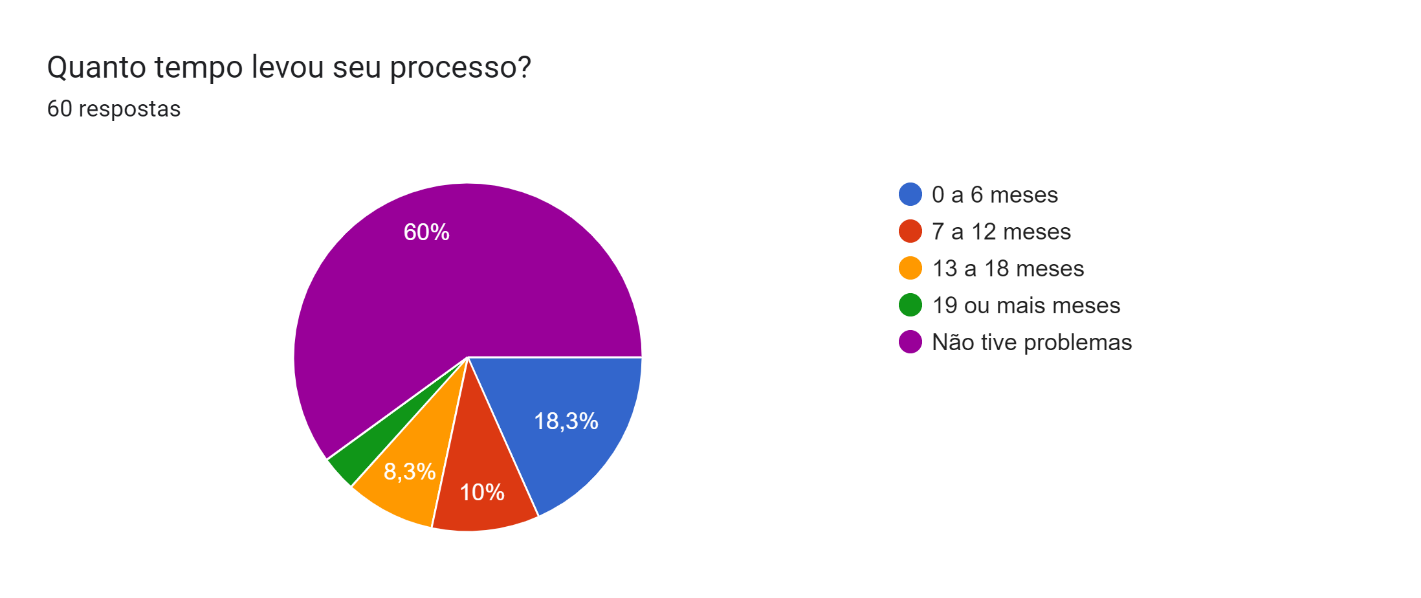 Quanto tempo levou seu processo?
60 respostas
60%
18,3%
8,3%
10%
0 a 6 meses
7 a 12 meses
13 a 18 meses
19 ou mais meses
Não tive problemas